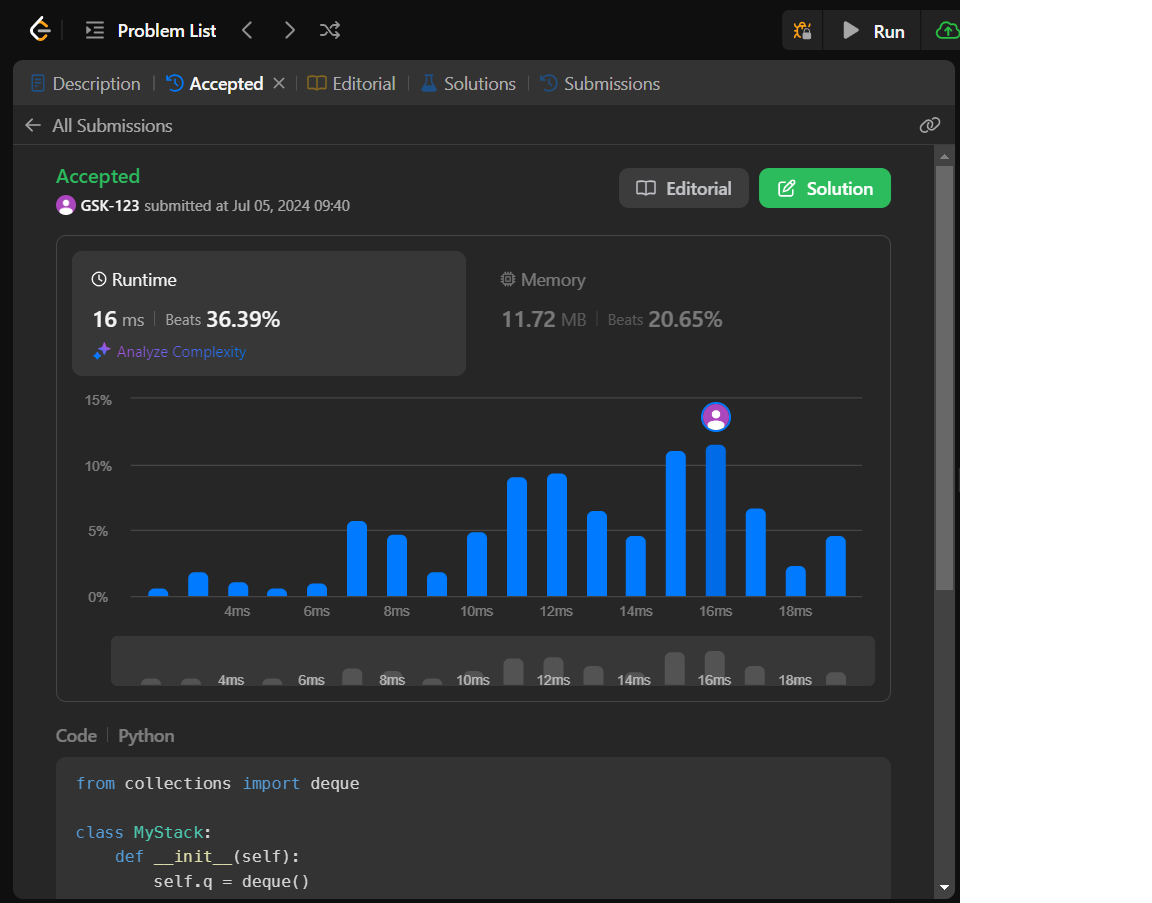 Problem List Run
Description Accepted Editorial Solutions Submissions
All Submissions
Accepted
GSK-123 submitted at Jul 05, 2024 09:40
Editorial Solution
Runtime
16 ms Beats 36.39%
Analyze Complexity
Memory
11.72 MB Beats 20.65%
15%
10%
5%
0%
4ms 6ms 8ms 10ms 12ms 14ms 16ms 18ms
4ms 6ms 8ms 10ms 12ms 14ms 16ms 18ms
Code Python
from collections import deque
class MyStack:
def __init__(self):
self.q = deque()